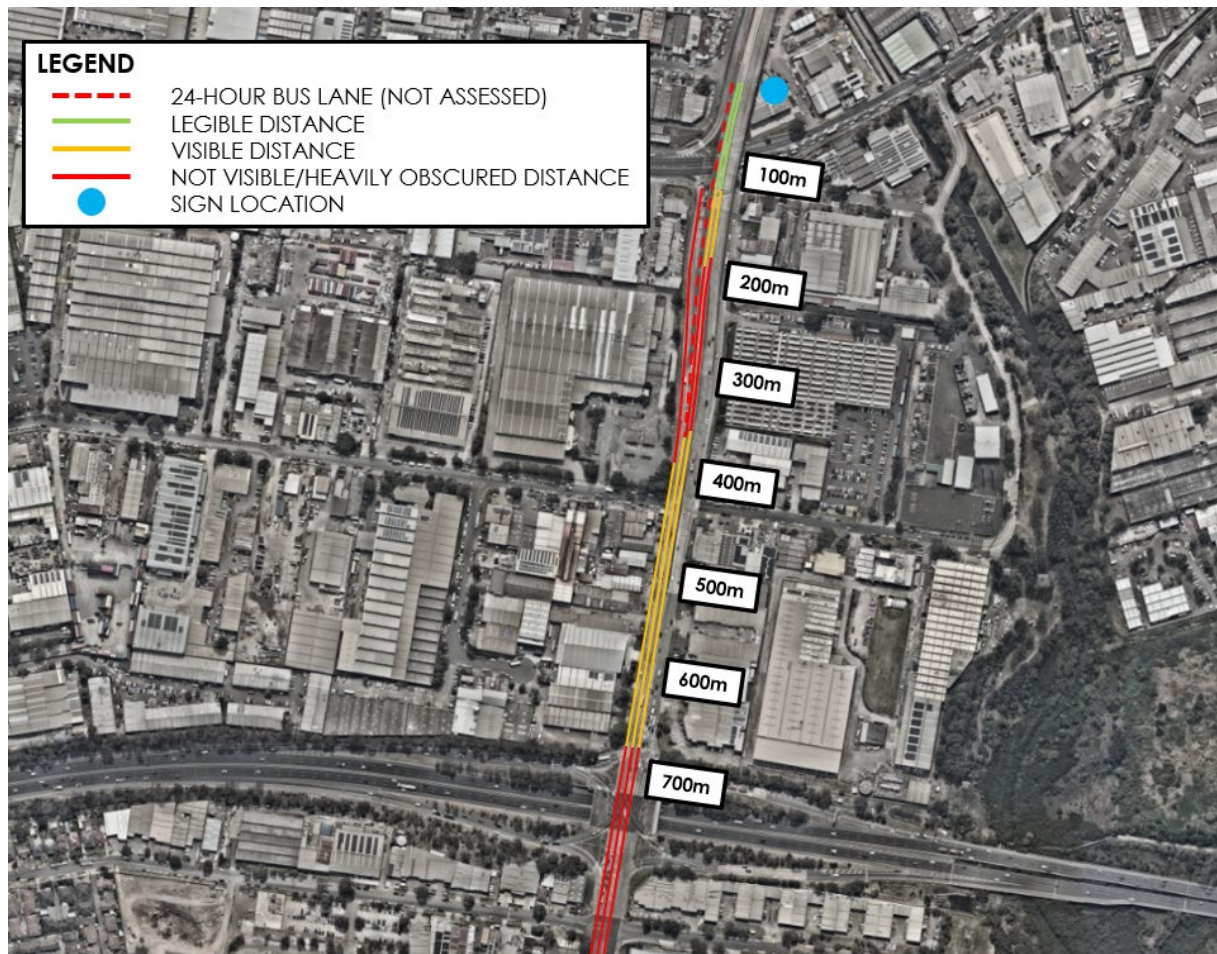 LEGEND
24-HOUR BUS LANE (NOT ASSESSED)
LEGIBLE DISTANCE
VISIBLE DISTANCE
NOT VISIBLE/HEAVILY OBSCURED DISTANCE
SIGN LOCATION
100m
200m
300m
400m
500m
600m
700m